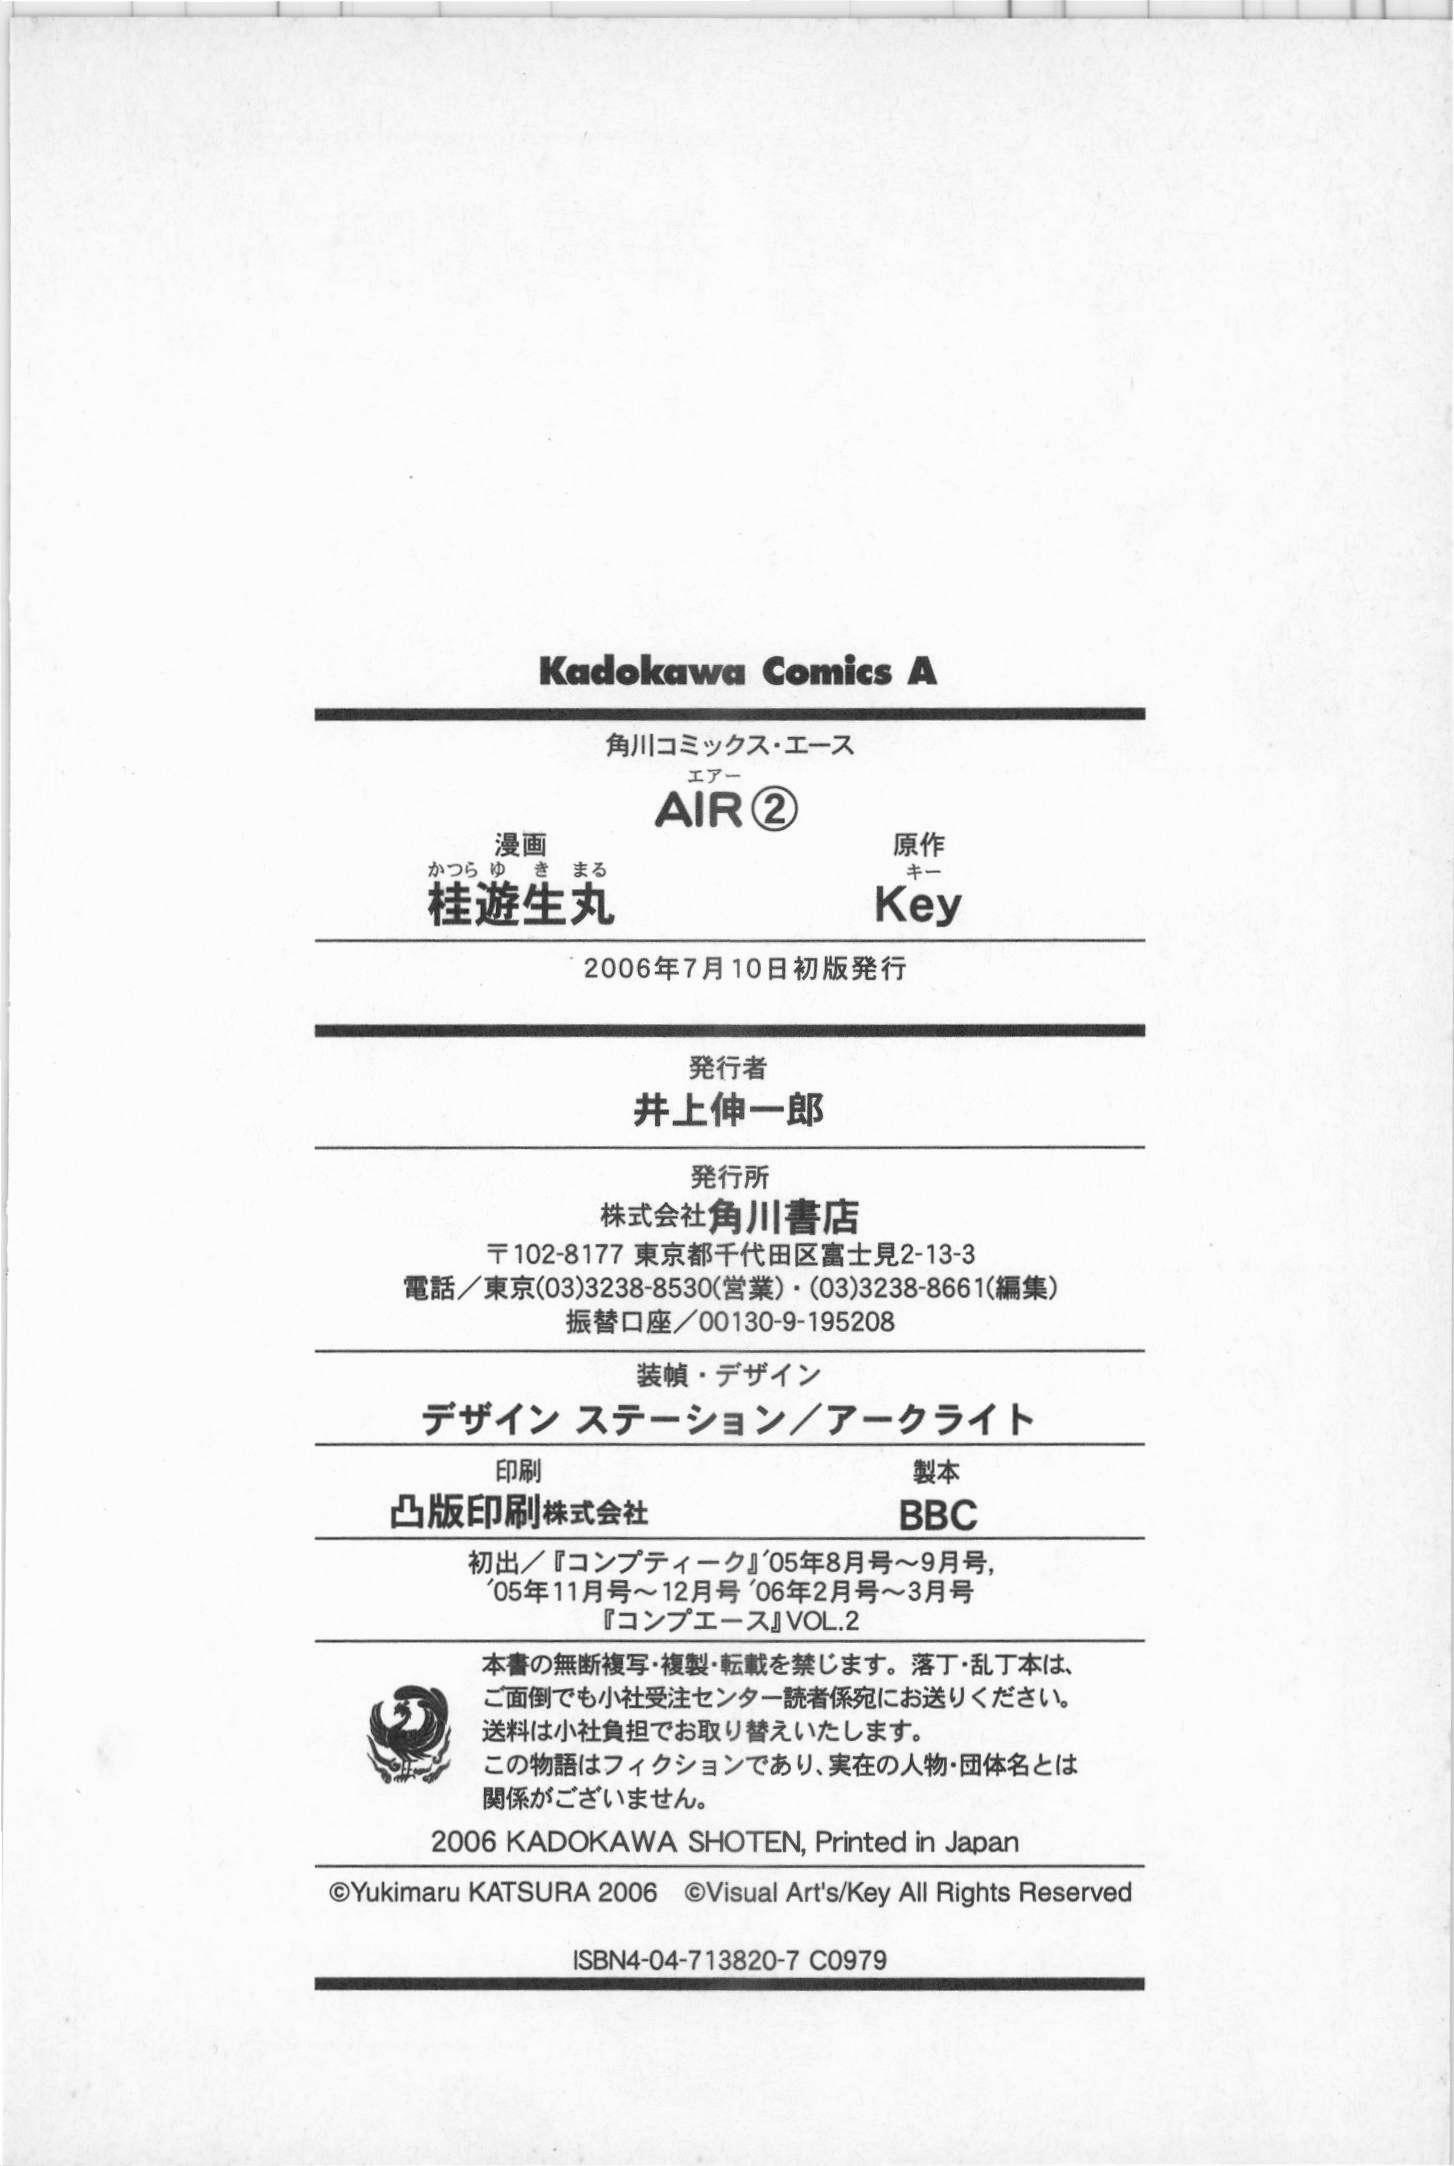 Kadokawa Comics A
角川コミックス・エース
エアー
AIR②
漫画 原作
かつら ゆ き まる キー
桂遊生丸 Key
2006年7月10日初版発行
発行者
井上伸一郎
発行所
株式会社角川書店
〒102-8177 東京都千代田区富士見2-13-3
電話／東京(03)3238-8530(営業)・(03)3238-8661(編集)
振替口座／00130-9-195208
装幀・デザイン
デザイン ステーション／アークライト
印刷 製本
凸版印刷株式会社 BBC
初出／『コンプティーク』'05年8月号〜9月号,
'05年11月号〜12月号 '06年2月号〜3月号
『コンプエース』VOL.2
本書の無断複写・複製・転載を禁じます。落丁・乱丁本は、
ご面倒でも小社受注センター読者係宛にお送りください。
送料は小社負担でお取り替えいたします。
この物語はフィクションであり、実在の人物・団体名とは
関係がございません。
2006 KADOKAWA SHOTEN, Printed in Japan
©Yukimaru KATSURA 2006 ©Visual Art's/Key All Rights Reserved
ISBN4-04-713820-7 C0979